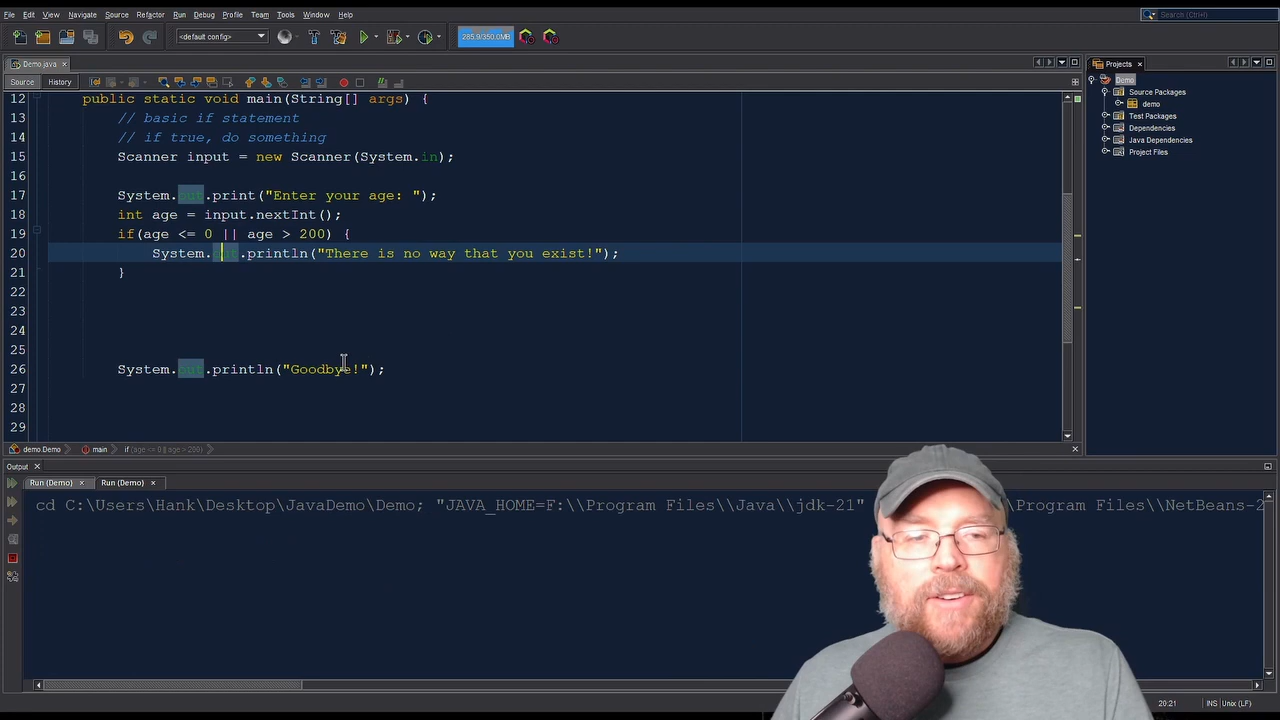 File Edit View Navigate Source Refactor Run Debug Profile Team Tools Window Help
Search (Ctrl+I)
<default config>
285.9/350.0MB
Demo.java
Projects
Source History
Demo
Source Packages
demo
Test Packages
Dependencies
Java Dependencies
Project Files
12 public static void main(String[] args) {
13 // basic if statement
14 // if true, do something
15 Scanner input = new Scanner(System.in);
16
17 System.out.print("Enter your age: ");
18 int age = input.nextInt();
19 if(age <= 0 || age > 200) {
20 System.out.println("There is no way that you exist!");
21 }
22
23
24
25
26 System.out.println("Goodbye!");
27
28
29
demo.Demo main if (age <= 0 || age > 200)
Output
Run (Demo) Run (Demo)
cd C:\Users\Hank\Desktop\JavaDemo\Demo; "JAVA_HOME=F:\\Program Files\\Java\\jdk-21" \\Program Files\\NetBeans-2
20:21 INS Unix (LF)